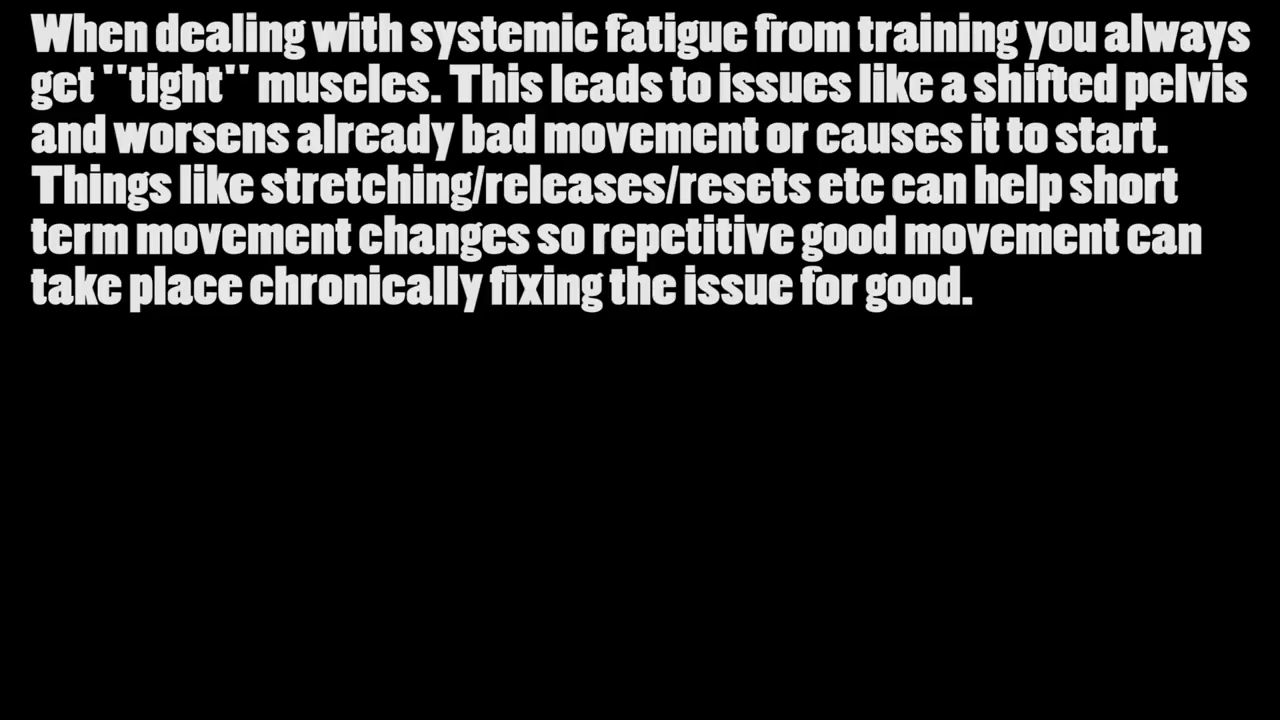 When dealing with systemic fatigue from training you always
get "tight" muscles. This leads to issues like a shifted pelvis
and worsens already bad movement or causes it to start.
Things like stretching/releases/resets etc can help short
term movement changes so repetitive good movement can
take place chronically fixing the issue for good.